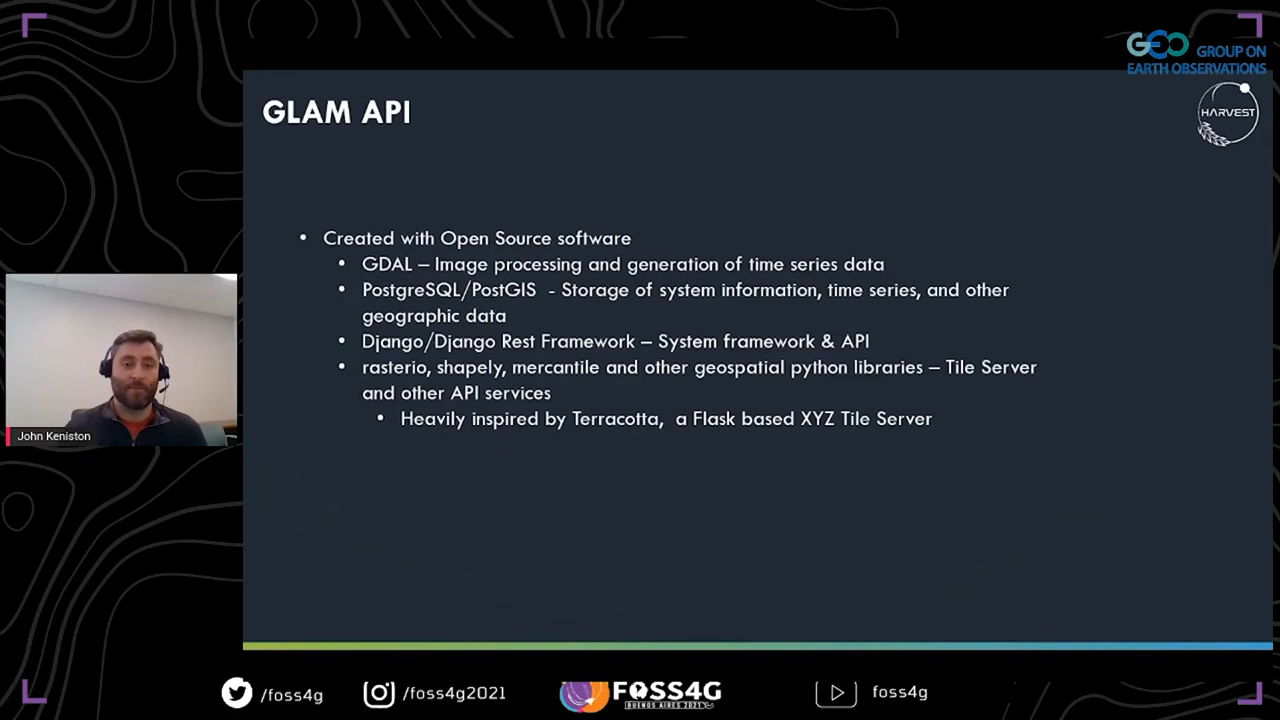 GEO GROUP ON
EARTH OBSERVATIONS
HARVEST
GLAM API
• Created with Open Source software
• GDAL – Image processing and generation of time series data
• PostgreSQL/PostGIS - Storage of system information, time series, and other
geographic data
• Django/Django Rest Framework – System framework & API
• rasterio, shapely, mercantile and other geospatial python libraries – Tile Server
and other API services
• Heavily inspired by Terracotta, a Flask based XYZ Tile Server
John Keniston
/foss4g
/foss4g2021
FOSS4G
BUENOS AIRES 2021
foss4g